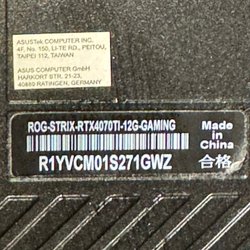 ASUSTek COMPUTER INC.
4F, No. 150, LI-TE RD., PEITOU,
TAIPEI 112, TAIWAN
ASUS COMPUTER GmbH
HARKORT STR. 21-23,
40880 RATINGEN, GERMANY
ROG-STRIX-RTX4070TI-12G-GAMING
R1YVCM01S271GWZ
Made in
China
合格